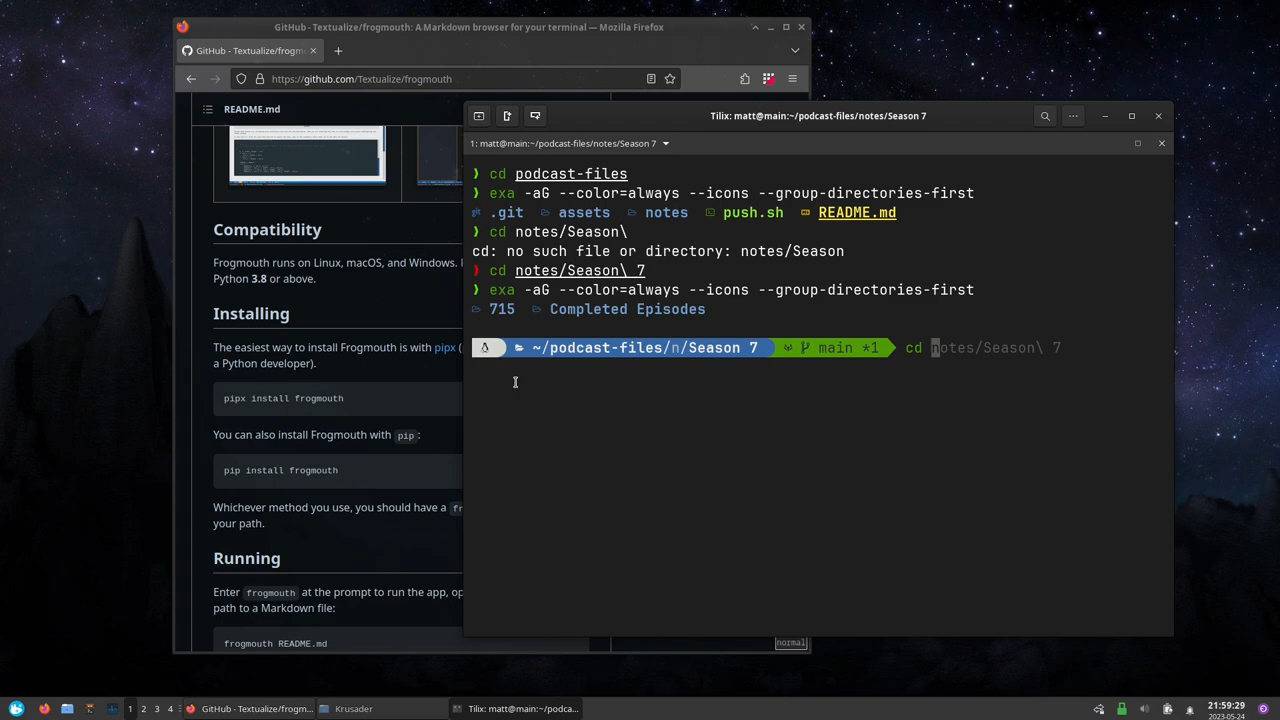 GitHub - Textualize/frogmouth: A Markdown browser for your terminal — Mozilla Firefox
GitHub - Textualize/frogm
https://github.com/Textualize/frogmouth
README.md
Compatibility
Frogmouth runs on Linux, macOS, and Windows.
Python 3.8 or above.
Installing
The easiest way to install Frogmouth is with pipx (
Python developer).
pipx install frogmouth
You can also install Frogmouth with pip:
pip install frogmouth
Whichever method you use, you should have a fr
your path.
Running
Enter frogmouth at the prompt to run the app, op
path to a Markdown file:
frogmouth README.md
normal
Tilix: matt@main:~/podcast-files/notes/Season 7
1: matt@main:~/podcast-files/notes/Season 7
❯ cd podcast-files
❯ exa -aG --color=always --icons --group-directories-first
.git assets notes push.sh README.md
❯ cd notes/Season\
cd: no such file or directory: notes/Season
❯ cd notes/Season\ 7
❯ exa -aG --color=always --icons --group-directories-first
715 Completed Episodes
~/podcast-files/n/Season 7 main *1 cd notes/Season\ 7
1 2 3 4 GitHub - Textualize/frogm... Krusader Tilix: matt@main:~/podca...
21:59:29
2023-05-24